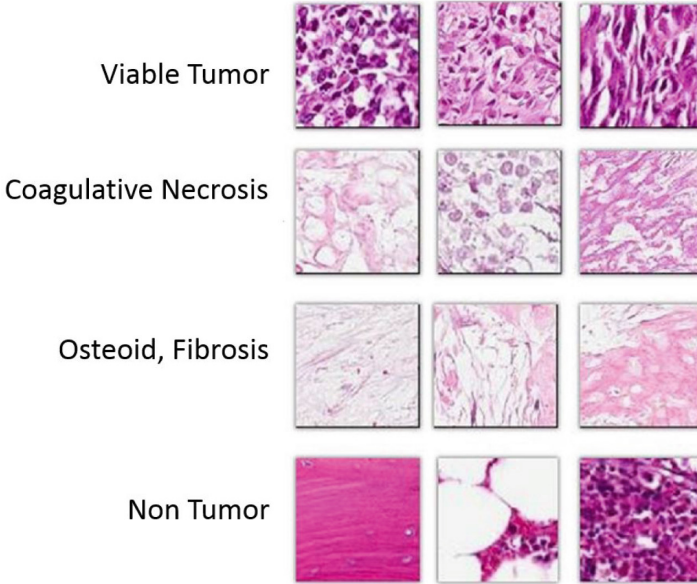 Viable Tumor
Coagulative Necrosis
Osteoid, Fibrosis
Non Tumor